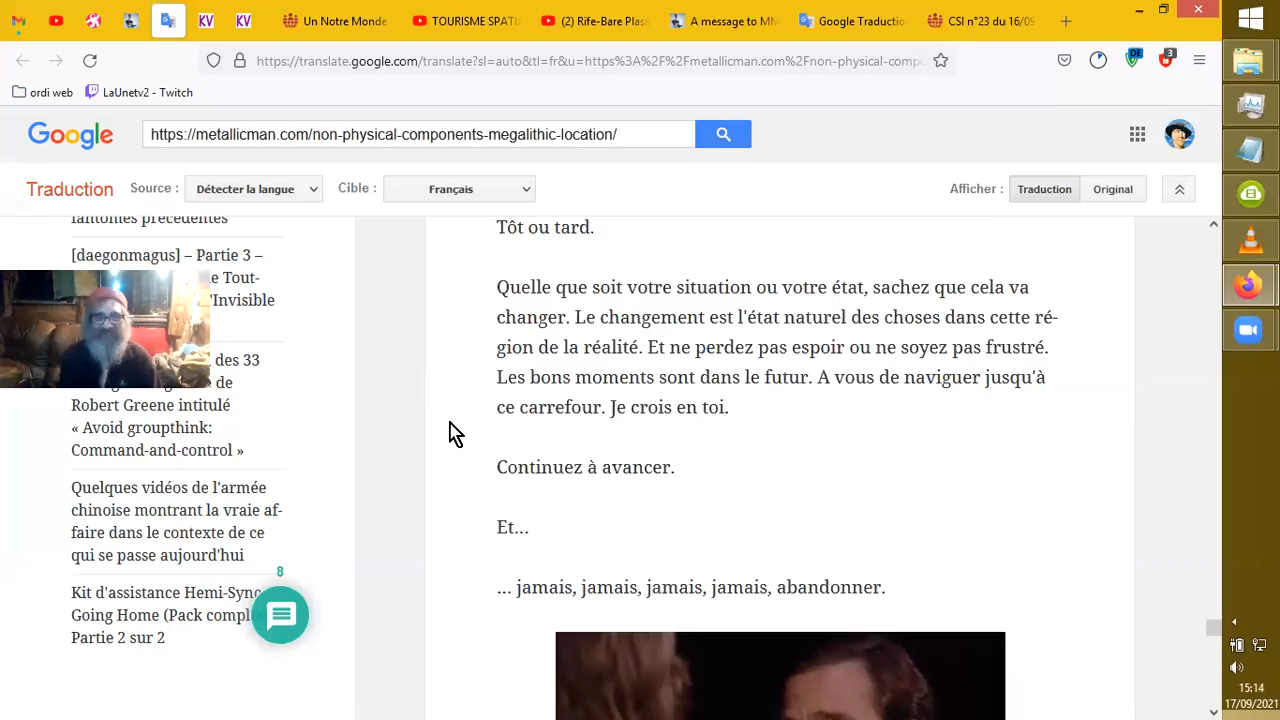 Un Notre Monde
TOURISME SPATI
(2) Rife-Bare Plasm
A message to MM
Google Traduction
CSI n°23 du 16/09
https://translate.google.com/translate?sl=auto&tl=fr&u=https%3A%2F%2Fmetallicman.com%2Fnon-physical-compo
DE
3
ordi web
LaUnetv2 - Twitch
Google
https://metallicman.com/non-physical-components-megalithic-location/
Traduction
Source :
Détecter la langue
Cible :
Français
Afficher :
Traduction
Original
fantômes précédentes
[daegonmagus] – Partie 3 –
e Tout-
l'Invisible
des 33
de
Robert Greene intitulé
« Avoid groupthink:
Command-and-control »
Quelques vidéos de l'armée
chinoise montrant la vraie af-
faire dans le contexte de ce
qui se passe aujourd'hui
Kit d'assistance Hemi-Sync
Going Home (Pack compl
Partie 2 sur 2
8
Tôt ou tard.
Quelle que soit votre situation ou votre état, sachez que cela va
changer. Le changement est l'état naturel des choses dans cette ré-
gion de la réalité. Et ne perdez pas espoir ou ne soyez pas frustré.
Les bons moments sont dans le futur. A vous de naviguer jusqu'à
ce carrefour. Je crois en toi.
Continuez à avancer.
Et...
... jamais, jamais, jamais, jamais, abandonner.
15:14
17/09/2021